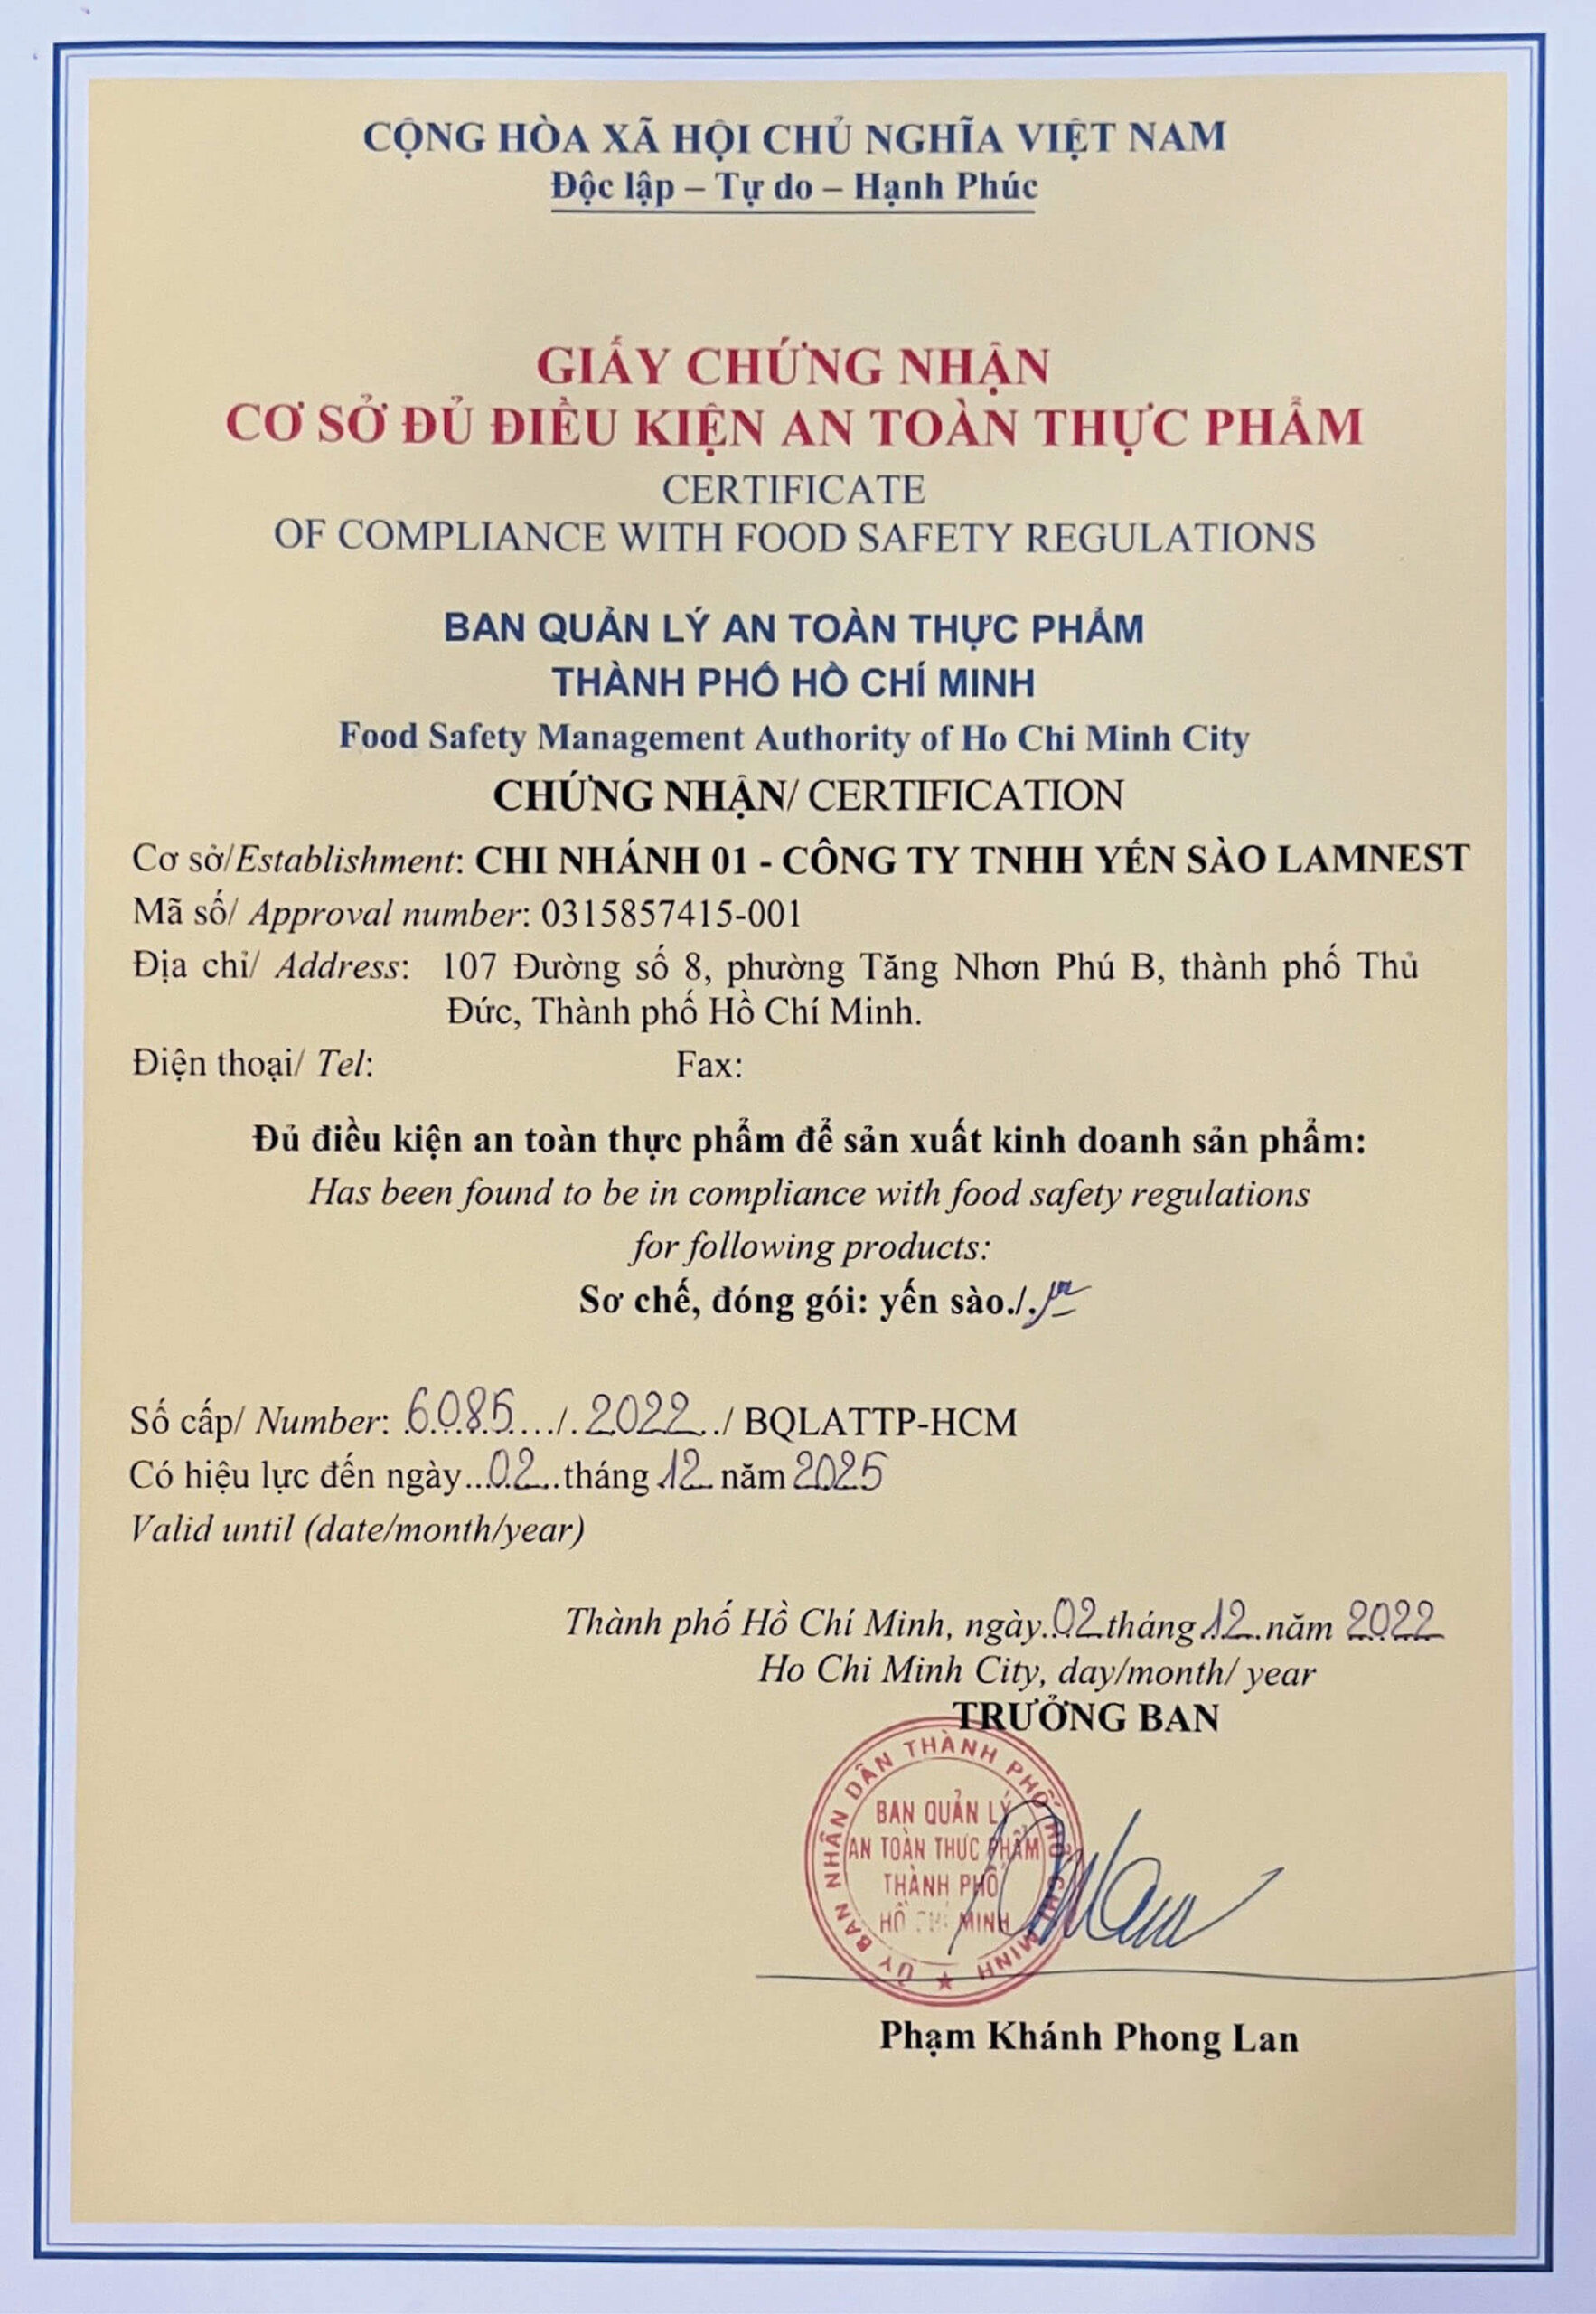 CỘNG HÒA XÃ HỘI CHỦ NGHĨA VIỆT NAM
Độc lập – Tự do – Hạnh Phúc
GIẤY CHỨNG NHẬN
CƠ SỞ ĐỦ ĐIỀU KIỆN AN TOÀN THỰC PHẨM
CERTIFICATE
OF COMPLIANCE WITH FOOD SAFETY REGULATIONS
BAN QUẢN LÝ AN TOÀN THỰC PHẨM
THÀNH PHỐ HỒ CHÍ MINH
Food Safety Management Authority of Ho Chi Minh City
CHỨNG NHẬN/ CERTIFICATION
Cơ sở/Establishment: CHI NHÁNH 01 - CÔNG TY TNHH YẾN SÀO LAMNEST
Mã số/ Approval number: 0315857415-001
Địa chỉ/ Address: 107 Đường số 8, phường Tăng Nhơn Phú B, thành phố Thủ
Đức, Thành phố Hồ Chí Minh.
Điện thoại/ Tel: Fax:
Đủ điều kiện an toàn thực phẩm để sản xuất kinh doanh sản phẩm:
Has been found to be in compliance with food safety regulations
for following products:
Sơ chế, đóng gói: yến sào./.
Số cấp/ Number: 6085..../.2022../ BQLATTP-HCM
Có hiệu lực đến ngày...02...tháng 12 năm 2025
Valid until (date/month/year)
Thành phố Hồ Chí Minh, ngày.02.tháng.12.năm 2022
Ho Chi Minh City, day/month/ year
TRƯỞNG BAN
ỦY BAN NHÂN DÂN THÀNH PHỐ HỒ CHÍ MINH
BAN QUẢN LÝ
AN TOÀN THỰC PHẨM
THÀNH PHỐ
HỒ CHÍ MINH
Phạm Khánh Phong Lan